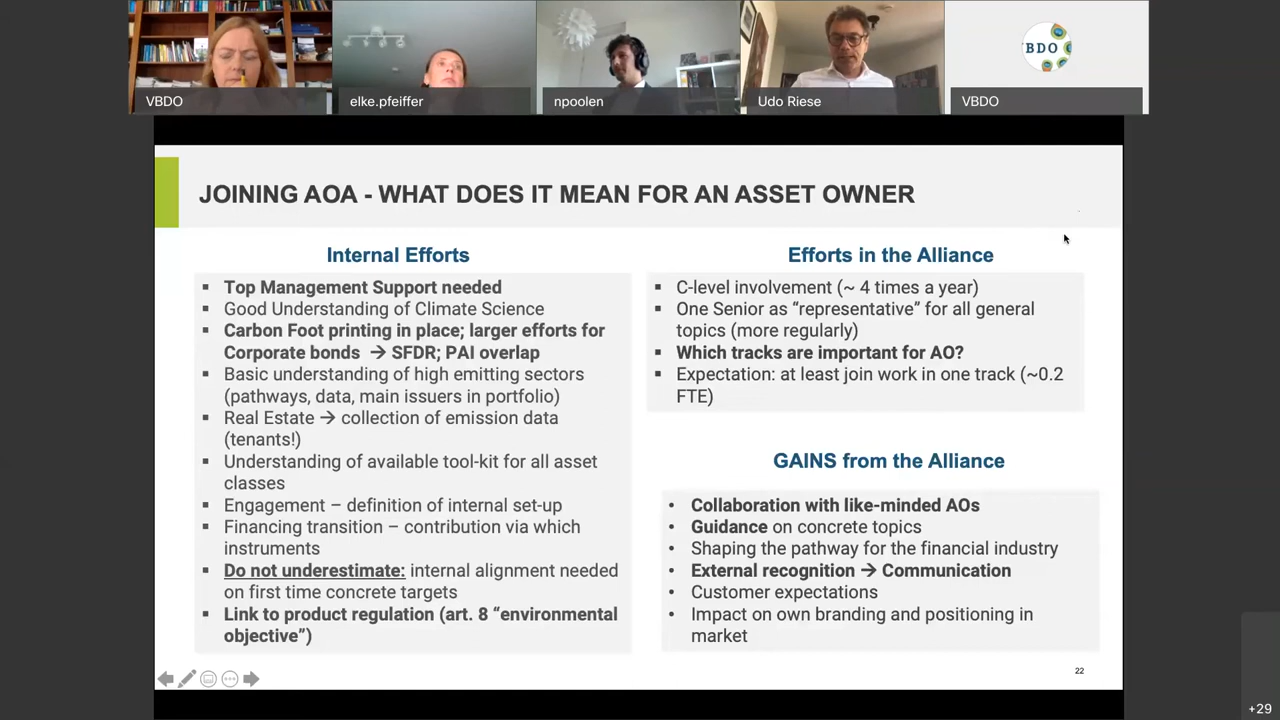 BDO
VBDO
elke.pfeiffer
npoolen
Udo Riese
VBDO
JOINING AOA - WHAT DOES IT MEAN FOR AN ASSET OWNER
Internal Efforts
Top Management Support needed
Good Understanding of Climate Science
Carbon Foot printing in place; larger efforts for
Corporate bonds → SFDR; PAI overlap
Basic understanding of high emitting sectors
(pathways, data, main issuers in portfolio)
Real Estate → collection of emission data
(tenants!)
Understanding of available tool-kit for all asset
classes
Engagement – definition of internal set-up
Financing transition – contribution via which
instruments
Do not underestimate: internal alignment needed
on first time concrete targets
Link to product regulation (art. 8 “environmental
objective”)
Efforts in the Alliance
C-level involvement (~ 4 times a year)
One Senior as “representative” for all general
topics (more regularly)
Which tracks are important for AO?
Expectation: at least join work in one track (~0.2
FTE)
GAINS from the Alliance
Collaboration with like-minded AOs
Guidance on concrete topics
Shaping the pathway for the financial industry
External recognition → Communication
Customer expectations
Impact on own branding and positioning in
market
22
+29